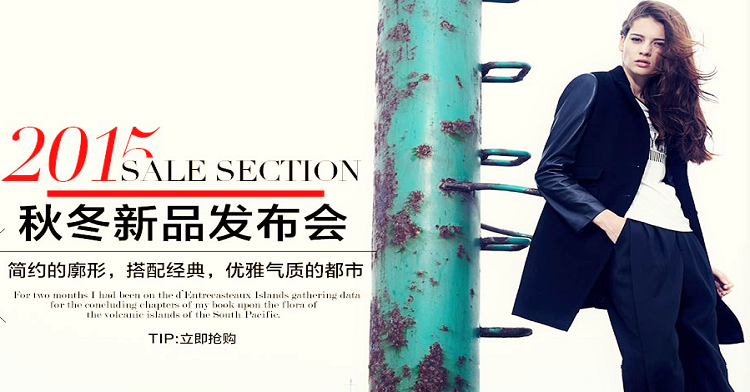 2015 SALE SECTION
秋冬新品发布会
简约的廓形，搭配经典，优雅气质的都市
For two months I had been on the d'Entrecasteaux Islands gathering data
for the concluding chapters of my book upon the flora of
the volcanic islands of the South Pacific.
TIP:立即抢购